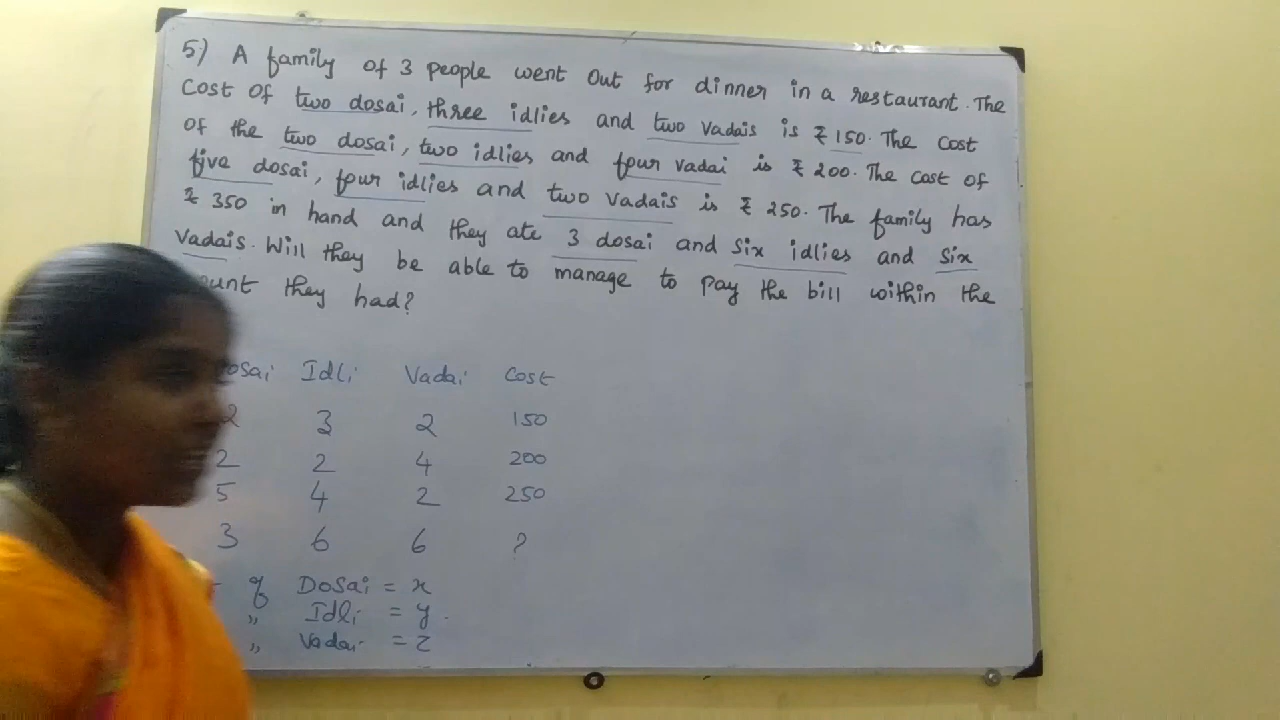 5) A family of 3 people went out for dinner in a restaurant. The
Cost of two dosai, three idlies and two Vadais is ₹ 150. The Cost
of the two dosai, two idlies and four vadai is ₹ 200. The Cost of
five dosai, four idlies and two Vadais is ₹ 250. The family has
₹ 350 in hand and they ate 3 dosai and Six idlies and Six
Vadais. Will they be able to manage to pay the bill within the
they had?
Idli Vadai Cost
2 3 2 150
2 2 4 200
5 4 2 250
3 6 6 ?
of Dosai = x
,, Idli = y.
,, Vadai = z